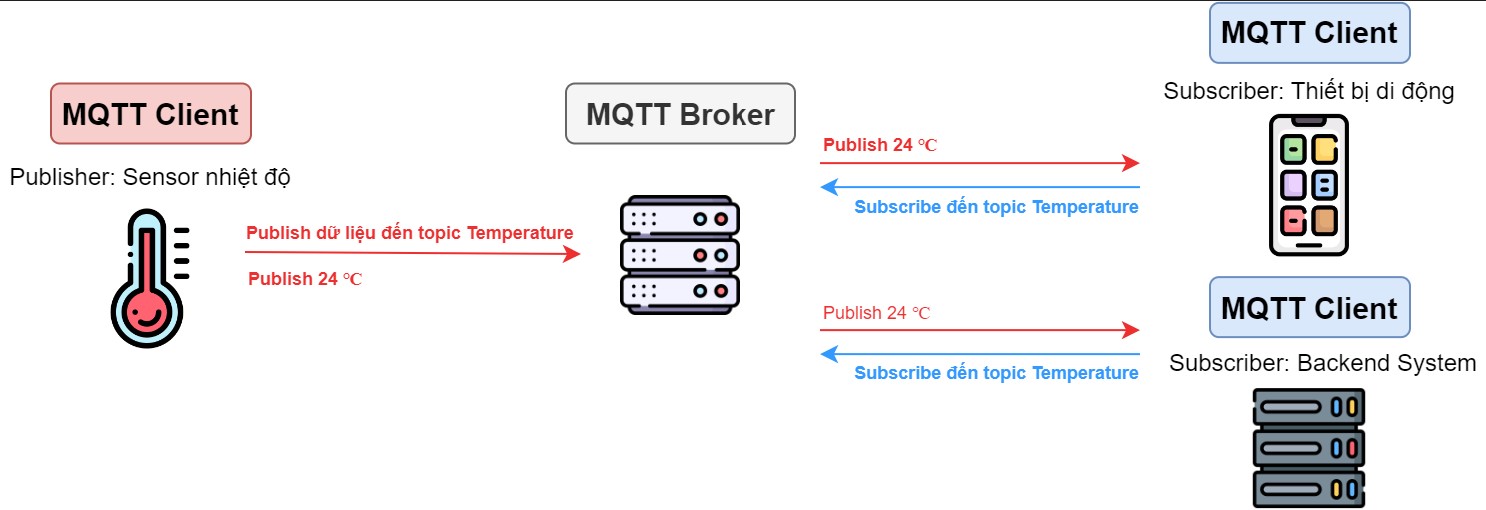 MQTT Client
Publisher: Sensor nhiệt độ
Publish dữ liệu đến topic Temperature
Publish 24 ℃
MQTT Broker
MQTT Client
Subscriber: Thiết bị di động
Publish 24 ℃
Subscribe đến topic Temperature
MQTT Client
Subscriber: Backend System
Publish 24 ℃
Subscribe đến topic Temperature